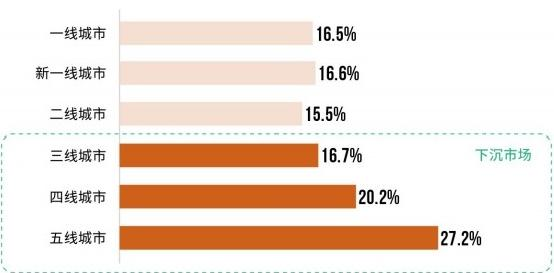 一线城市 16.5%
新一线城市 16.6%
二线城市 15.5%
三线城市 16.7% 下沉市场
四线城市 20.2%
五线城市 27.2%